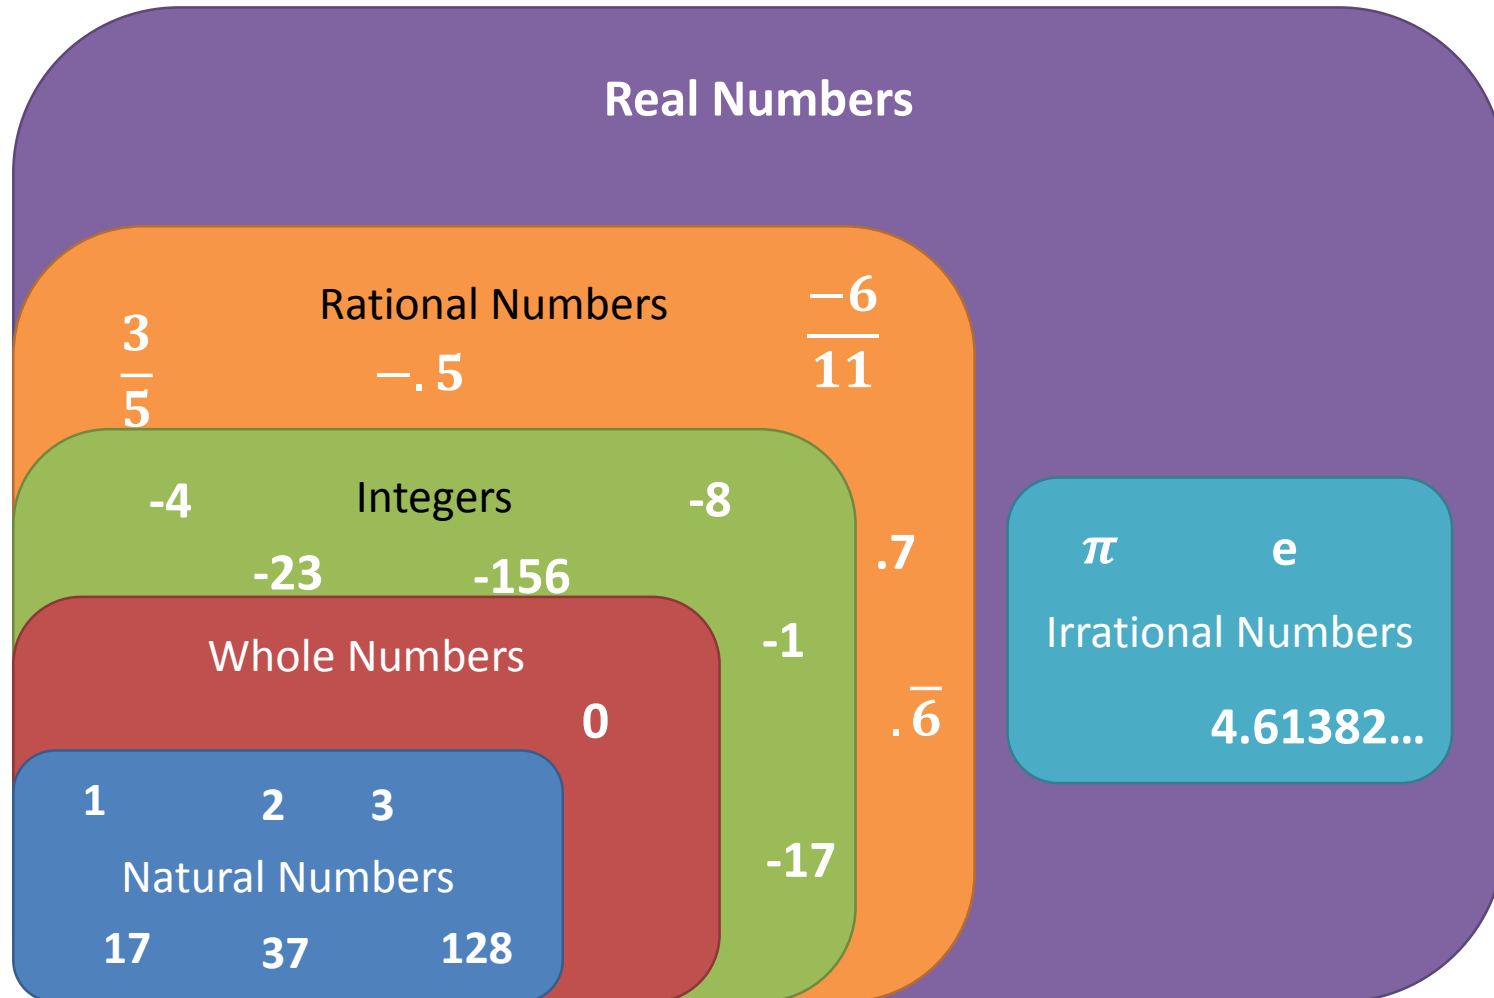 Real Numbers
Rational Numbers
3/5
−.5
−6/11
-4
Integers
-8
-23
-156
.7
π
e
Irrational Numbers
4.61382...
Whole Numbers
-1
0
.6̅
1
2
3
Natural Numbers
-17
17
37
128